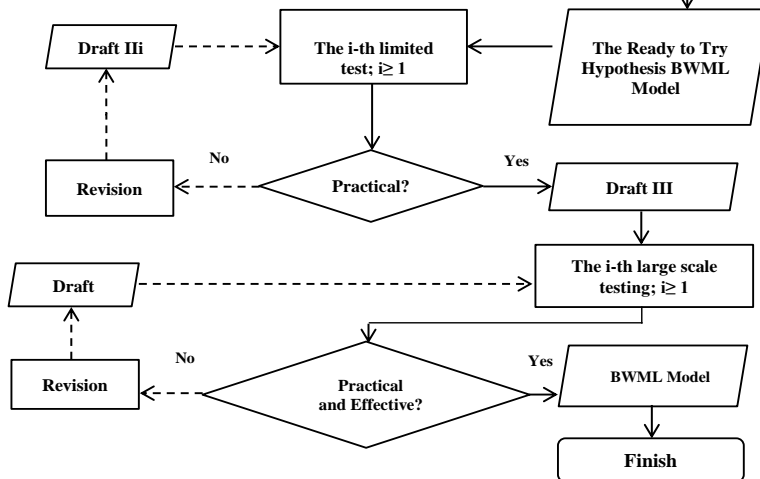 Draft IIi
The i-th limited
test; i≥ 1
The Ready to Try
Hypothesis BWML
Model
No
Yes
Revision
Practical?
Draft III
The i-th large scale
testing; i≥ 1
Draft
No
Yes
Revision
Practical
and Effective?
BWML Model
Finish